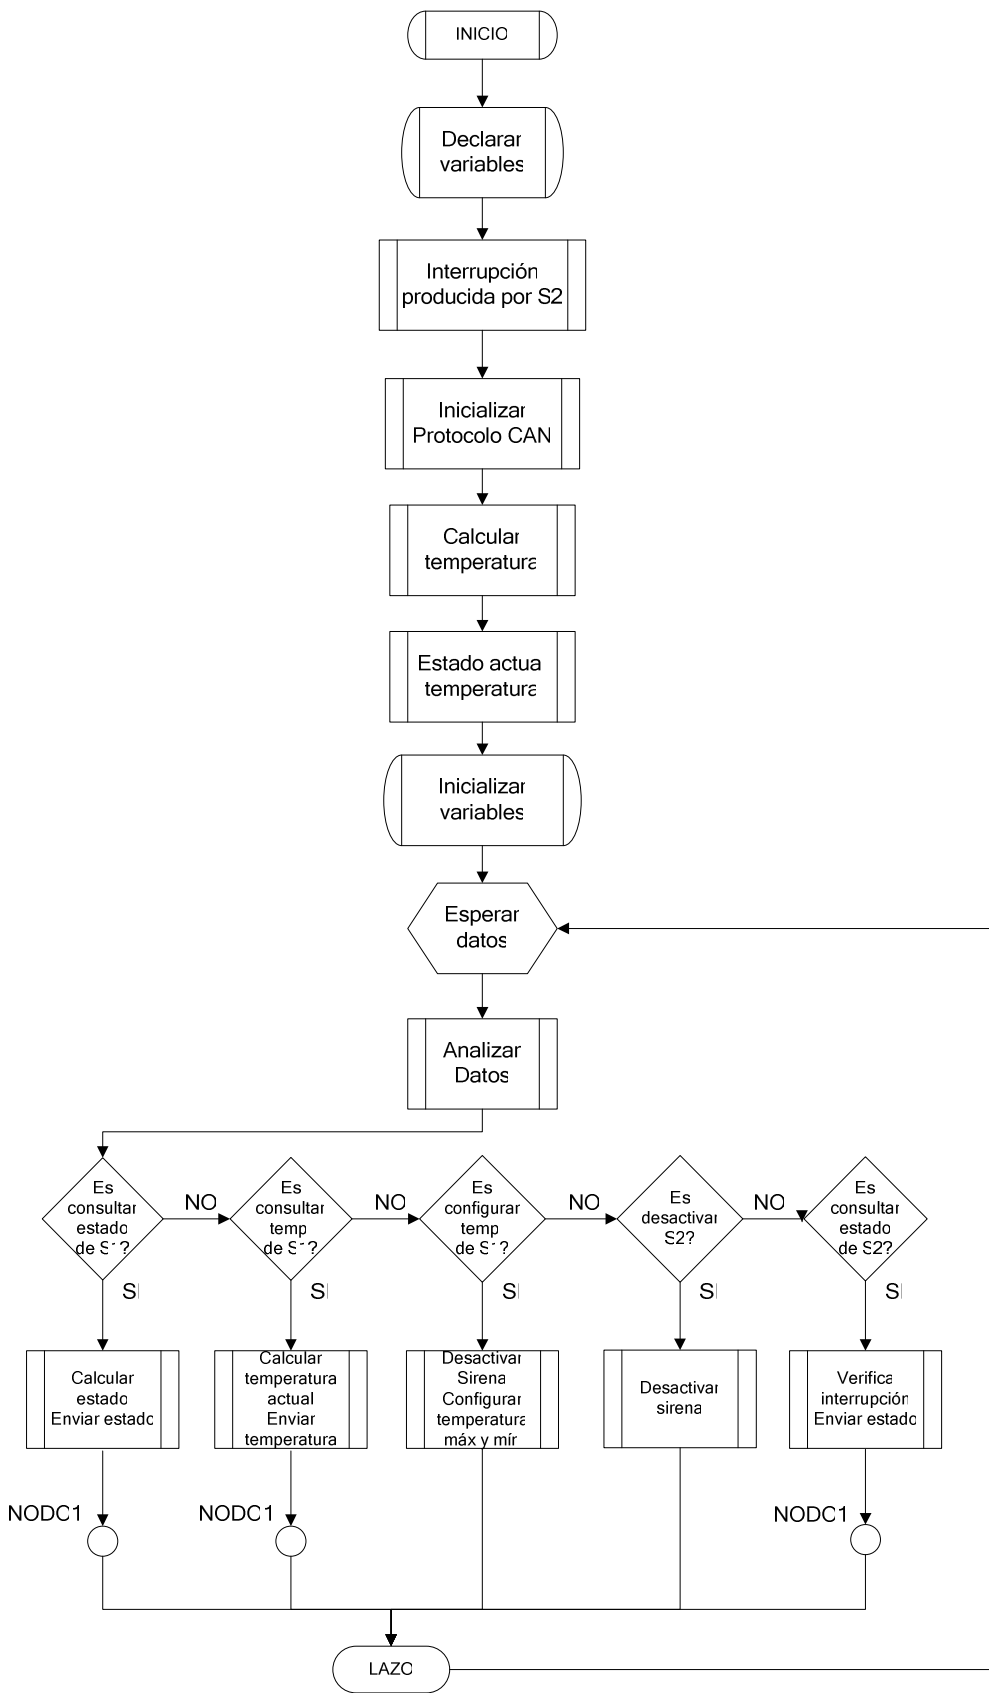 INICIO
Declarar
variables
Interrupción
producida por S2
Inicializar
Protocolo CAN
Calcular
temperatura
Estado actua
temperatura
Inicializar
variables
Esperar
datos
Analizar
Datos
Es
consultar
estado
de S1?
NO
Es
consultar
temp
de S1?
NO
Es
configurar
temp
de S1?
NO
Es
desactivar
S2?
NO
Es
consultar
estado
de S2?
SI
SI
SI
SI
SI
Calcular
estado
Enviar estado
Calcular
temperatura
actual
Enviar
temperatura
Desactivar
Sirena
Configurar
temperatura
máx y mín
Desactivar
sirena
Verifica
interrupción
Enviar estado
NODO1
NODO1
NODO1
LAZO